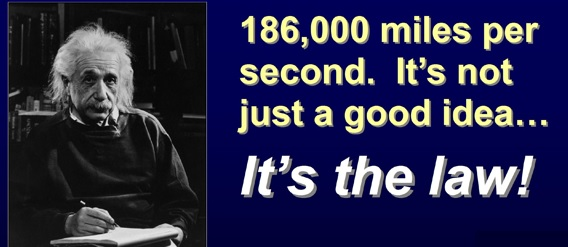 186,000 miles per
second.  It’s not
just a good idea…
It’s the law!